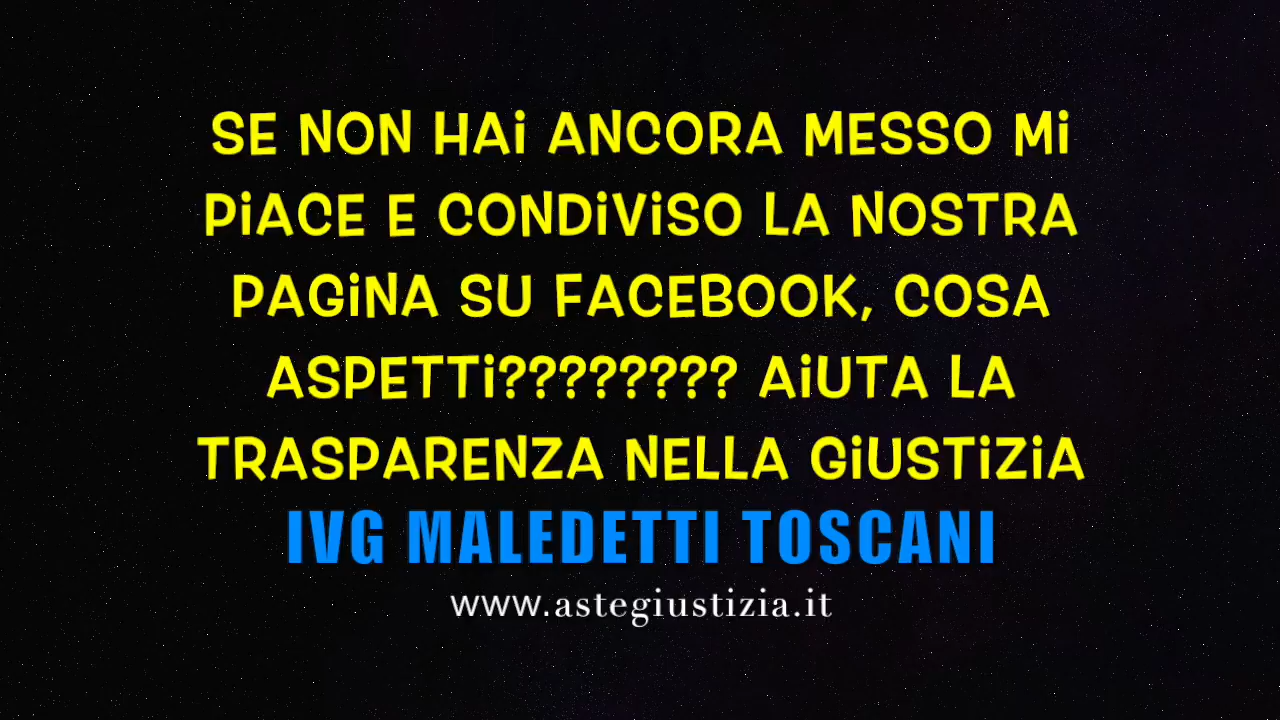 SE NON HAi ANCORA MESSO Mi
PiACE E CONDiViSO LA NOSTRA
PAGiNA SU FACEBOOK, COSA
ASPETTi???????? AiUTA LA
TRASPARENZA NELLA GiUSTiZiA
IVG MALEDETTI TOSCANI
www.astegiustizia.it